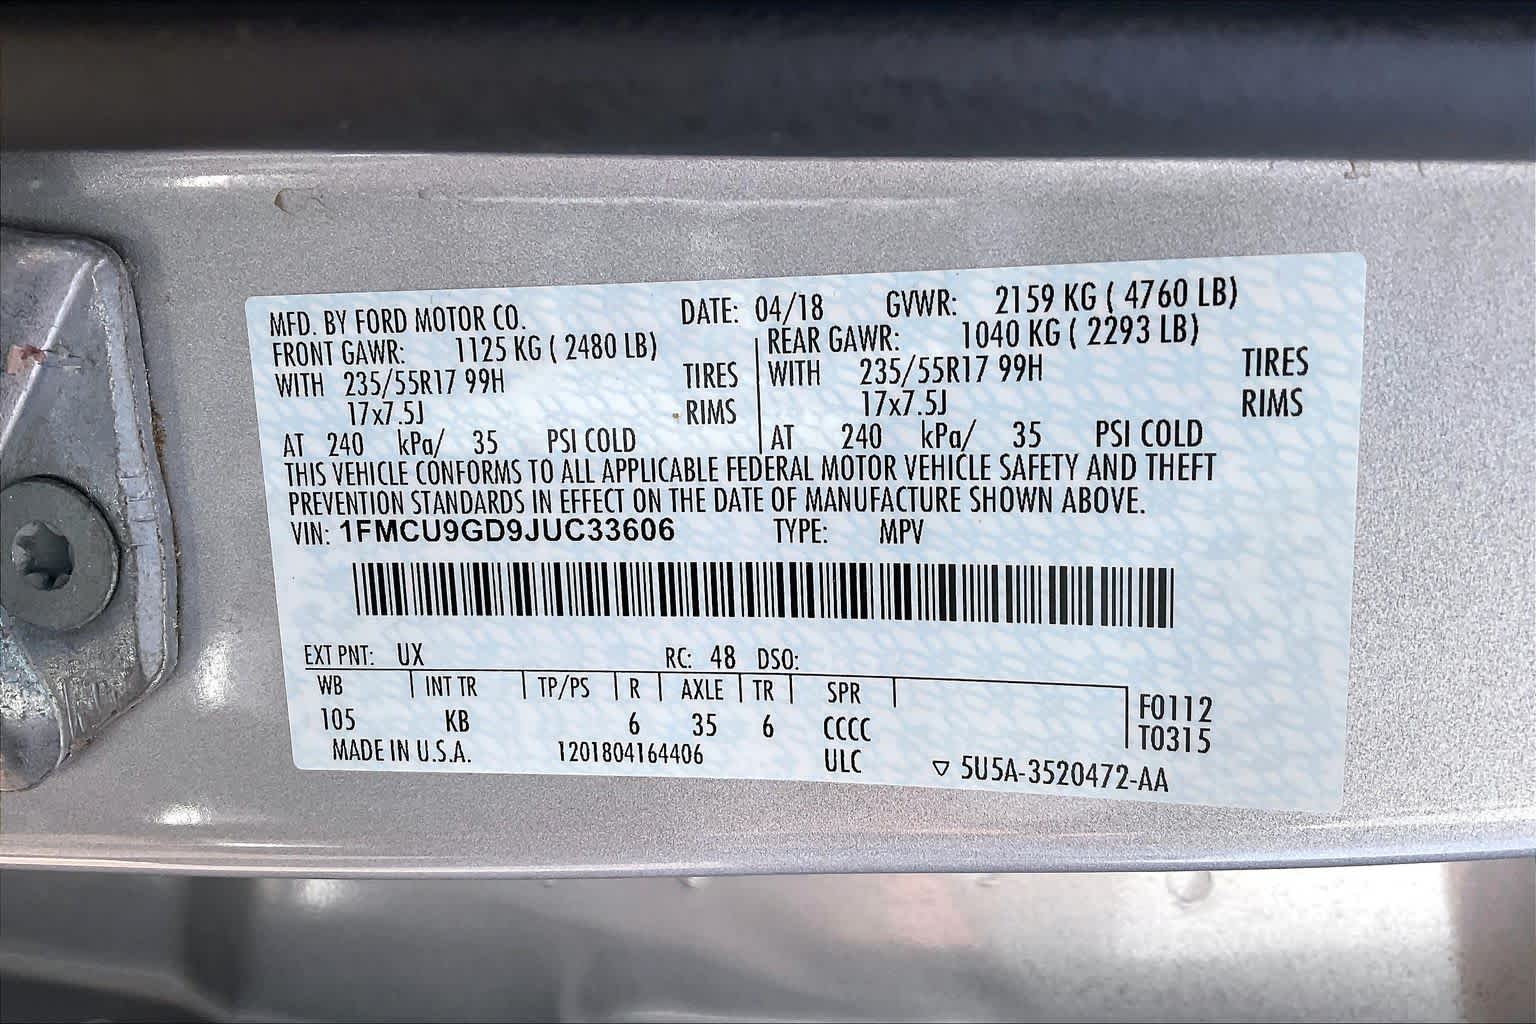 MFD. BY FORD MOTOR CO. DATE: 04/18 GVWR: 2159 KG ( 4760 LB)
FRONT GAWR: 1125 KG ( 2480 LB) REAR GAWR: 1040 KG ( 2293 LB)
WITH 235/55R17 99H TIRES WITH 235/55R17 99H TIRES
17x7.5J RIMS 17x7.5J RIMS
AT 240 kPa/ 35 PSI COLD AT 240 kPa/ 35 PSI COLD
THIS VEHICLE CONFORMS TO ALL APPLICABLE FEDERAL MOTOR VEHICLE SAFETY AND THEFT
PREVENTION STANDARDS IN EFFECT ON THE DATE OF MANUFACTURE SHOWN ABOVE.
VIN: 1FMCU9GD9JUC33606 TYPE: MPV
EXT PNT: UX RC: 48 DSO:
WB INT TR TP/PS R AXLE TR SPR F0112
105 KB 6 35 6 CCCC T0315
MADE IN U.S.A. 1201804164406 ULC ▽ 5U5A-3520472-AA